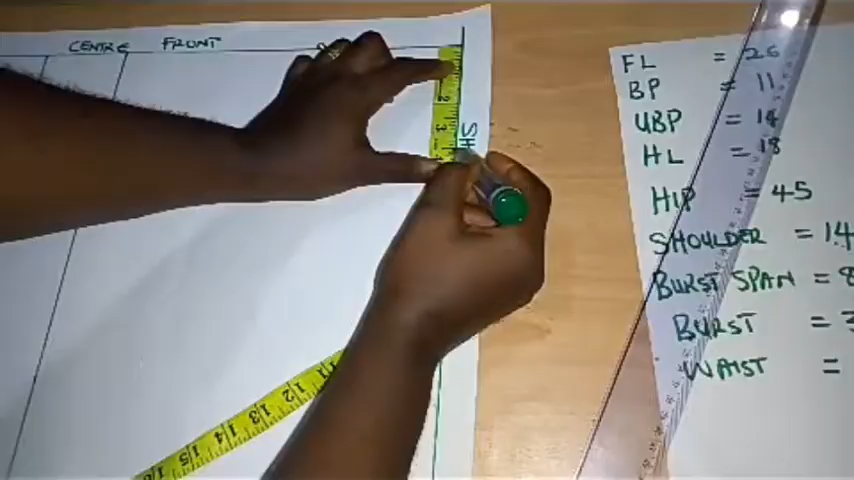 CENTRE FRONT
SH
FL = 26
BP = 11
UBP = 14
HL = 18
HIP = 45
SHOULDER = 14
BURST SPAN = 8
BURST =
WAIST =